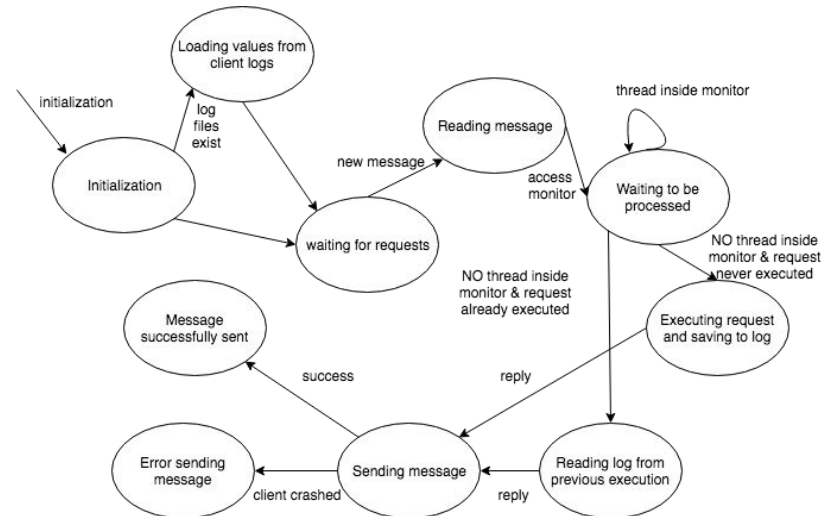 Loading values from
client logs
initialization
log
files
exist
Initialization
new message
Reading message
thread inside monitor
access
monitor
Waiting to be
processed
waiting for requests
NO thread inside
monitor & request
never executed
NO thread inside
monitor & request
already executed
Message
successfully sent
Executing request
and saving to log
success
reply
Error sending
message
client crashed
Sending message
reply
Reading log from
previous execution